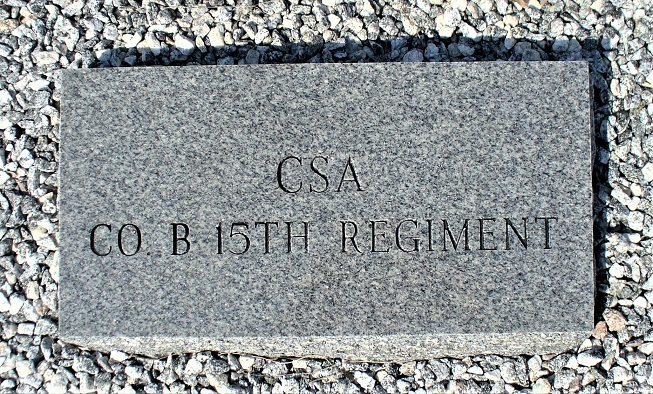 CSA
CO. B 15TH REGIMENT